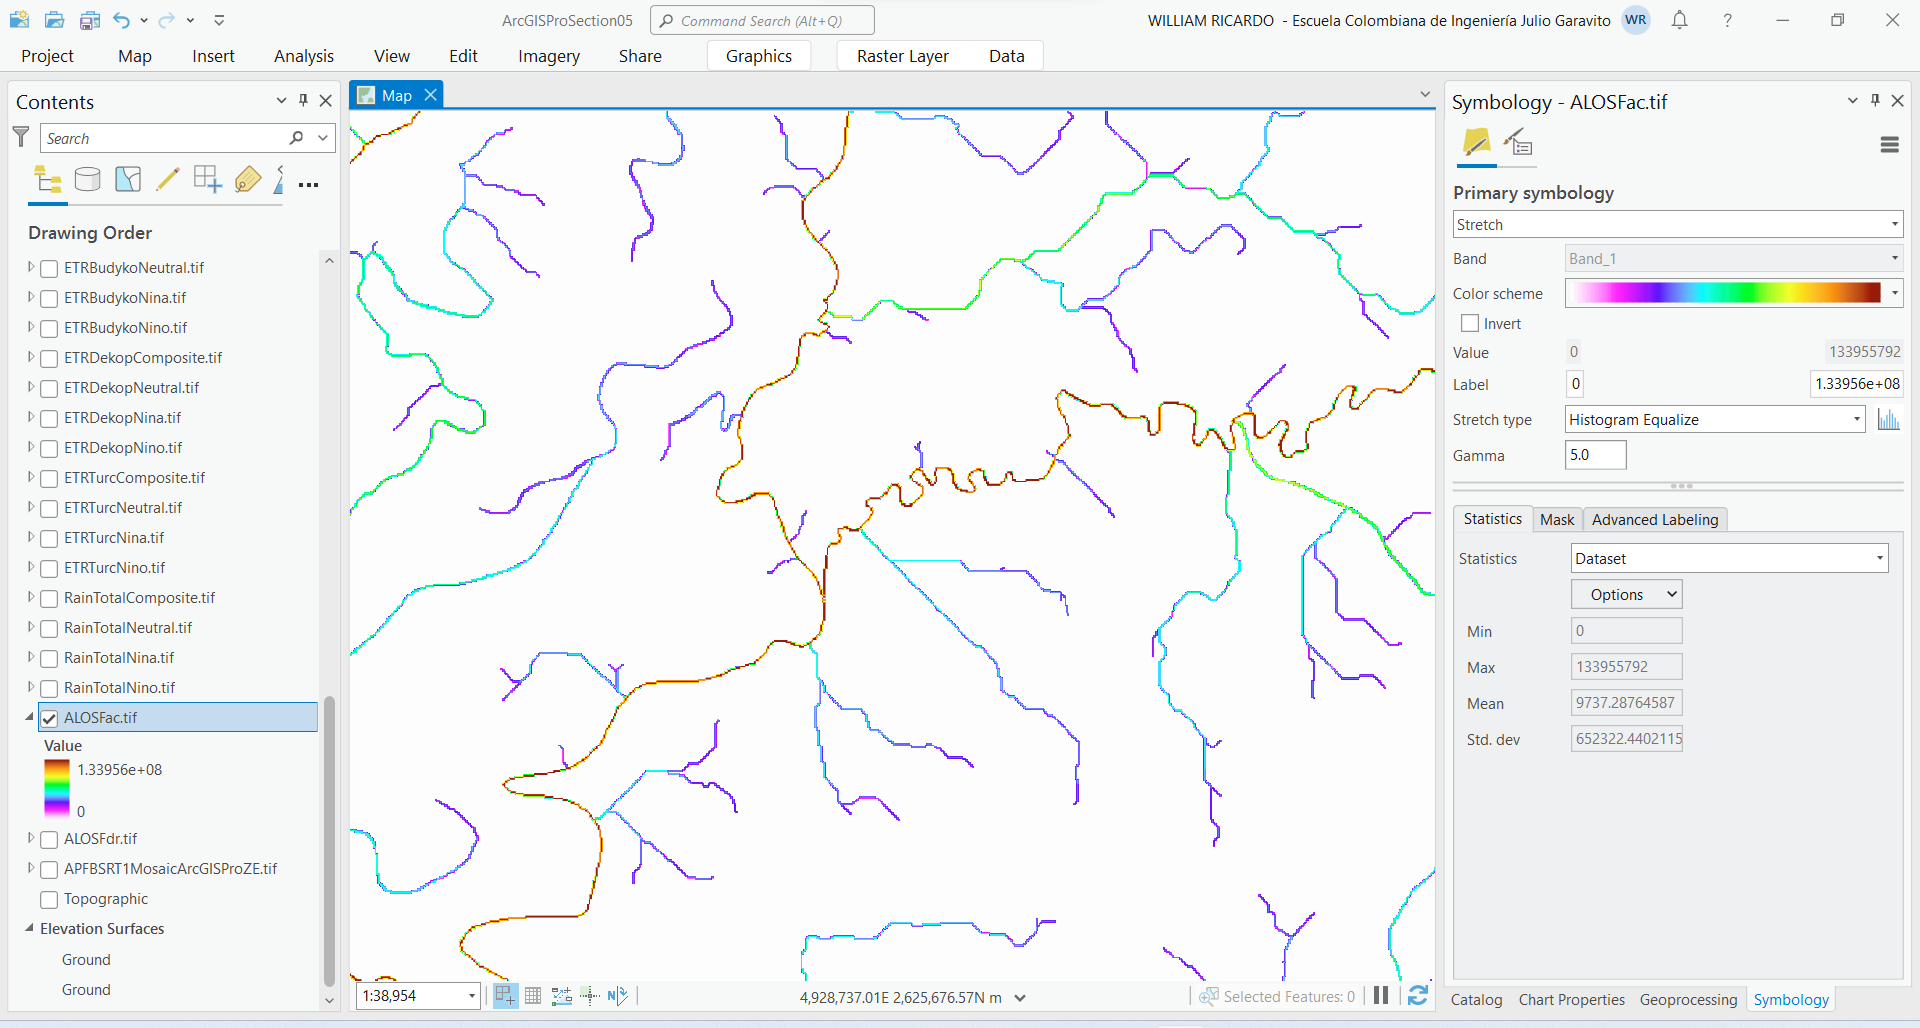 ArcGISProSection05
Command Search (Alt+Q)
WILLIAM RICARDO - Escuela Colombiana de Ingeniería Julio Garavito
WR
?
Project
Map
Insert
Analysis
View
Edit
Imagery
Share
Graphics
Raster Layer
Data
Contents
Search
Drawing Order
ETRBudykoNeutral.tif
ETRBudykoNina.tif
ETRBudykoNino.tif
ETRDekopComposite.tif
ETRDekopNeutral.tif
ETRDekopNina.tif
ETRDekopNino.tif
ETRTurcComposite.tif
ETRTurcNeutral.tif
ETRTurcNina.tif
ETRTurcNino.tif
RainTotalComposite.tif
RainTotalNeutral.tif
RainTotalNina.tif
RainTotalNino.tif
ALOSFac.tif
Value
1.33956e+08
0
ALOSFdr.tif
APFBSRT1MosaicArcGISProZE.tif
Topographic
Elevation Surfaces
Ground
Ground
Map
1:38,954
N
4,928,737.01E 2,625,676.57N m
Selected Features: 0
Symbology - ALOSFac.tif
Primary symbology
Stretch
Band
Band_1
Color scheme
Invert
Value
0
133955792
Label
0
1.33956e+08
Stretch type
Histogram Equalize
Gamma
5.0
Statistics
Mask
Advanced Labeling
Statistics
Dataset
Options
Min
0
Max
133955792
Mean
9737.28764587
Std. dev
652322.4402115
Catalog
Chart Properties
Geoprocessing
Symbology